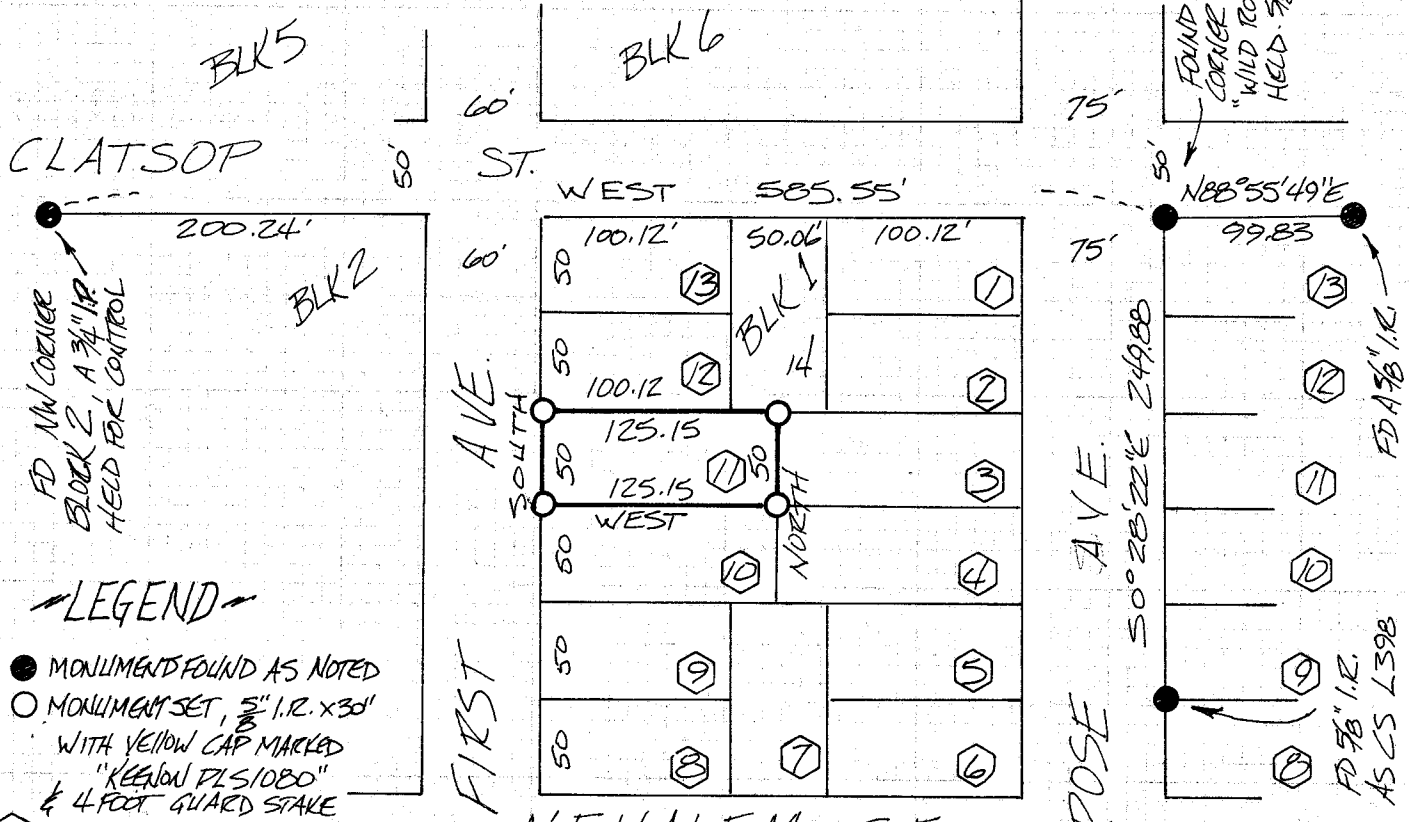 BLK 5
BLK 6
60'
75'
FOUND
CORNER
"WILD
HELD. 5/8
CLATSOP
ST.
50'
50'
WEST 585.55'
N88°55'49"E
99.83
200.24'
60'
75'
100.12'
50.06'
100.12'
BLK 2
BLK 1
FD NW CORNER
BLOCK 2, A 3/4" I.P.
HELD FOR CONTROL
50
13
1
13
50
12
14
2
12
100.12
125.15
SOUTH
50
11
50
3
11
125.15
WEST
NORTH
50
10
4
10
50
9
5
9
50
8
7
6
8
FIRST AVE.
POSE AVE.
S0°28'22"E 249.88
FD A 5/8" I.R.
FD 5/8" I.R.
AS CS L398
~LEGEND~
MONUMENT FOUND AS NOTED
MONUMENT SET, 5/8" I.R. x 30"
WITH YELLOW CAP MARKED
"KEENON PLS1080"
& 4 FOOT GUARD STAKE